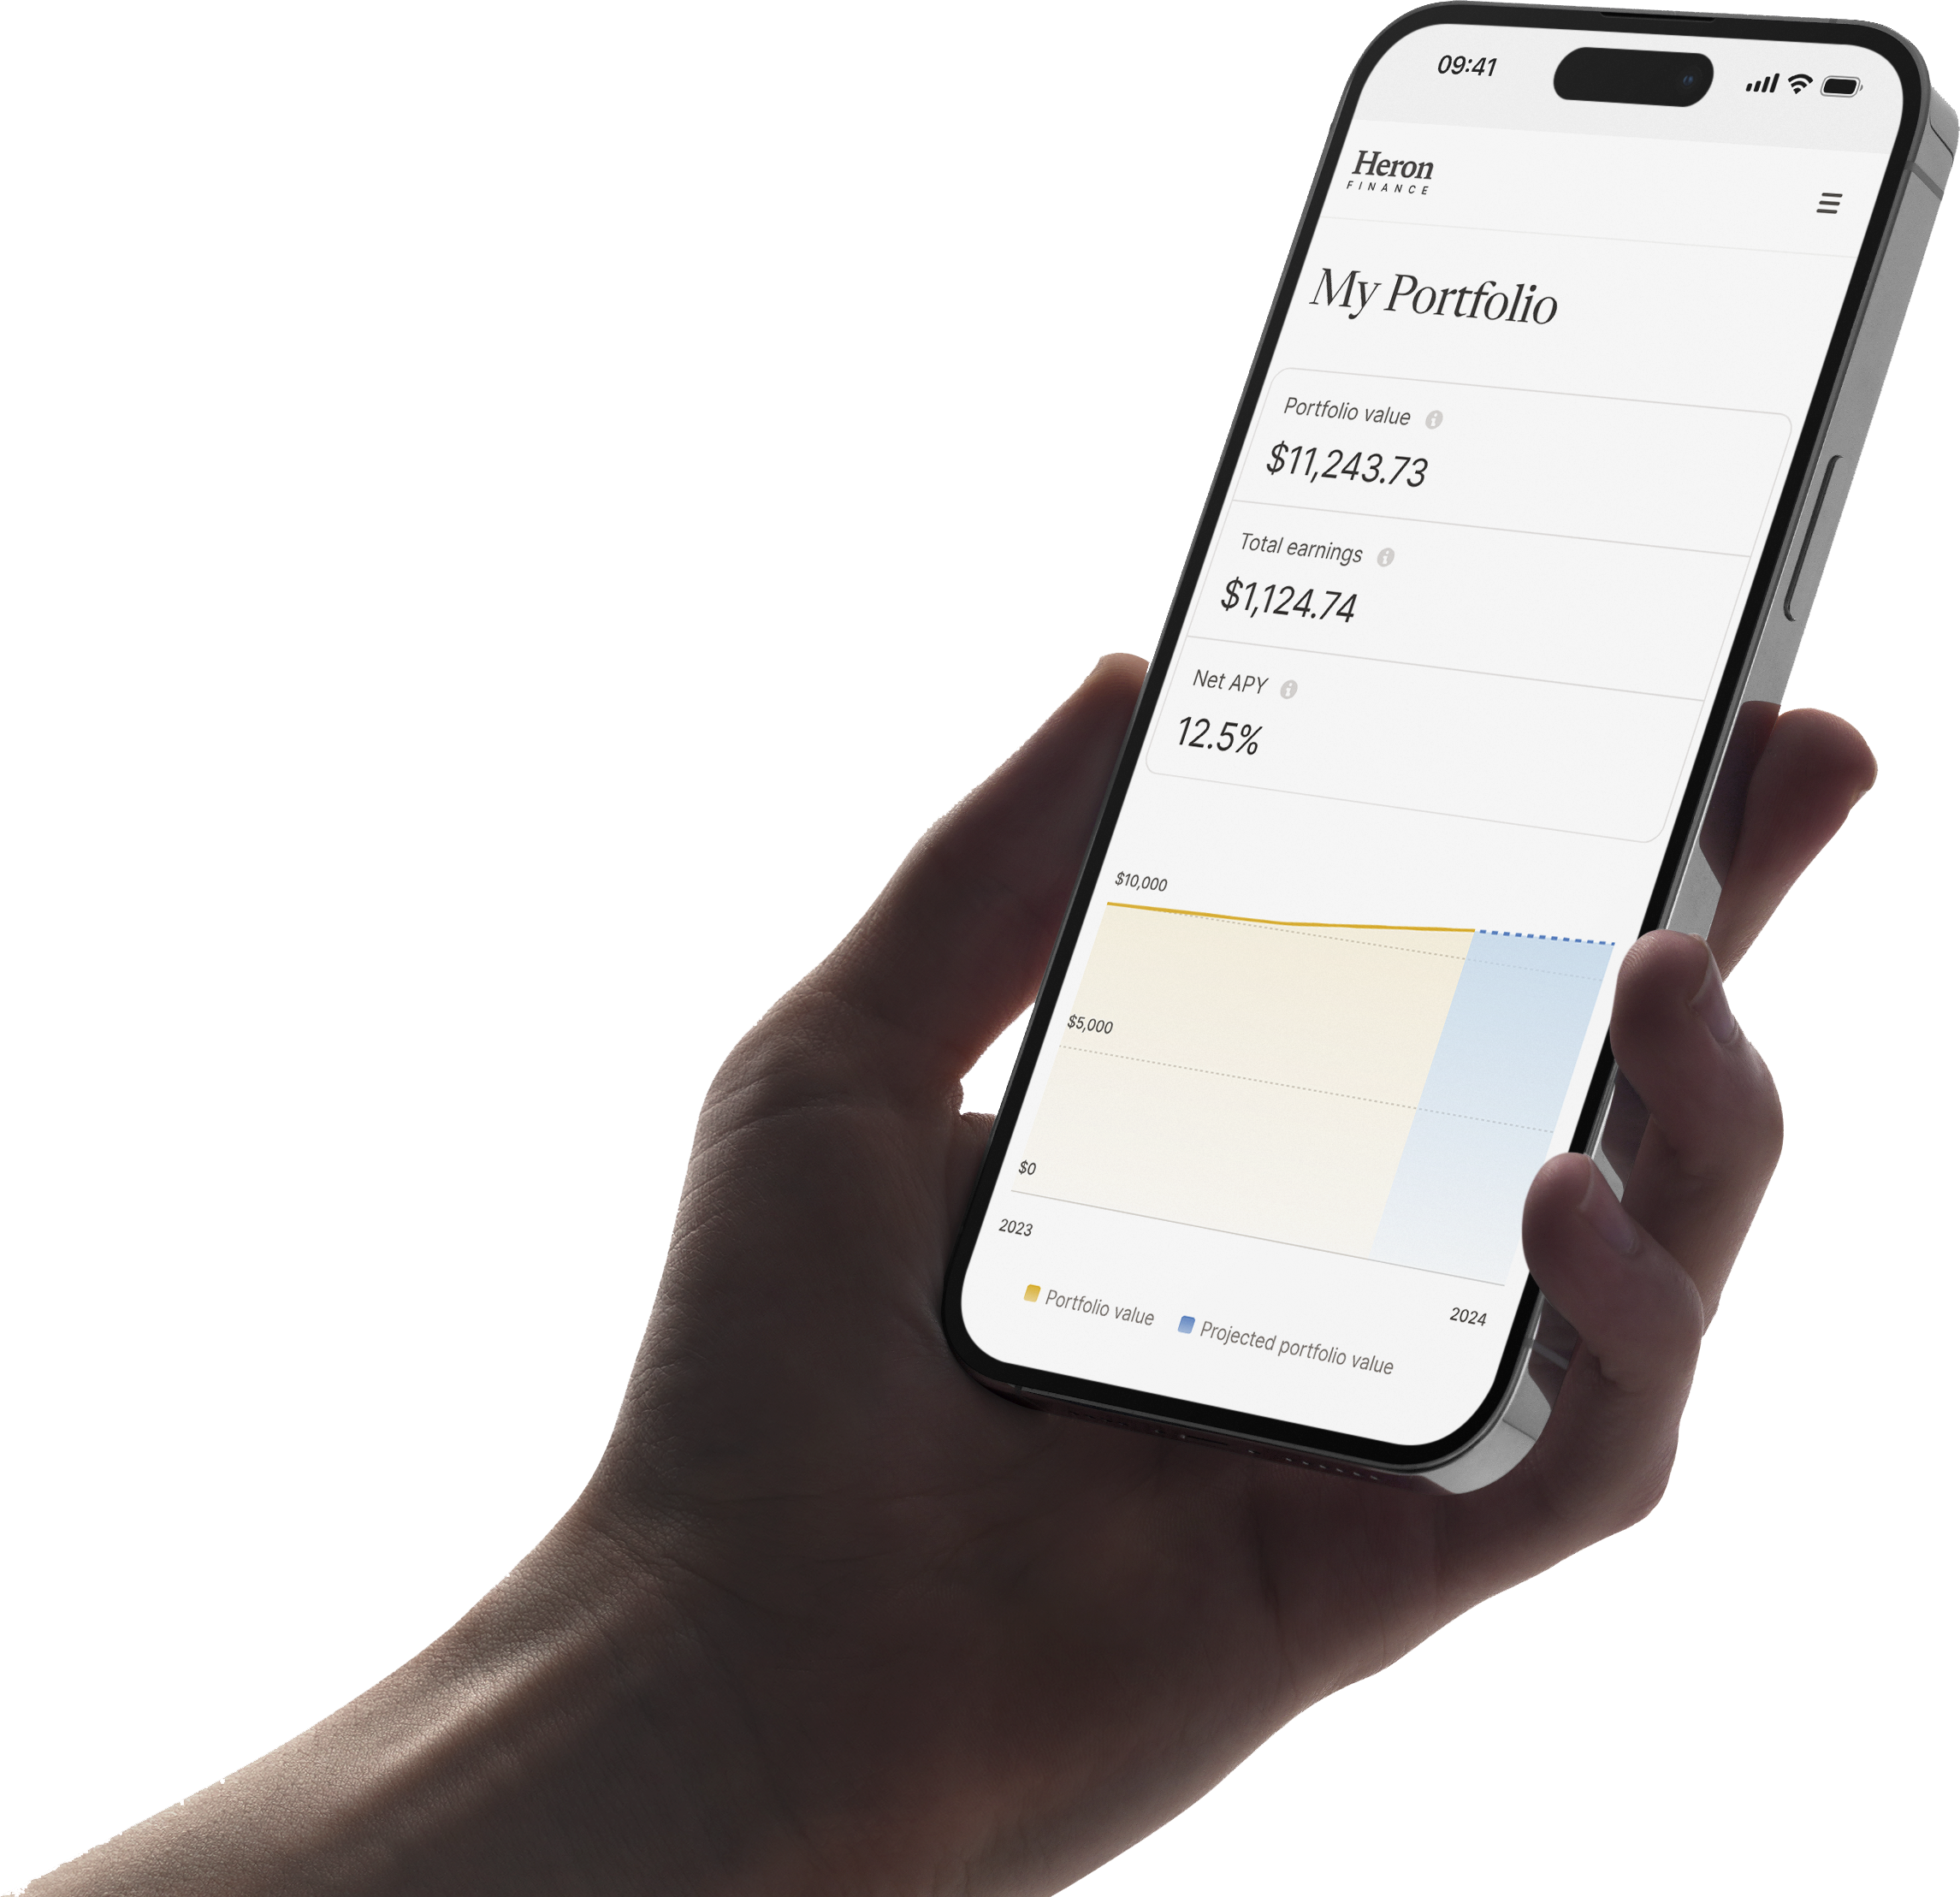 09:41
Heron
FINANCE
My Portfolio
Portfolio value
$11,243.73
Total earnings
$1,124.74
Net APY
12.5%
$10,000
$5,000
$0
2023
2024
Portfolio value
Projected portfolio value